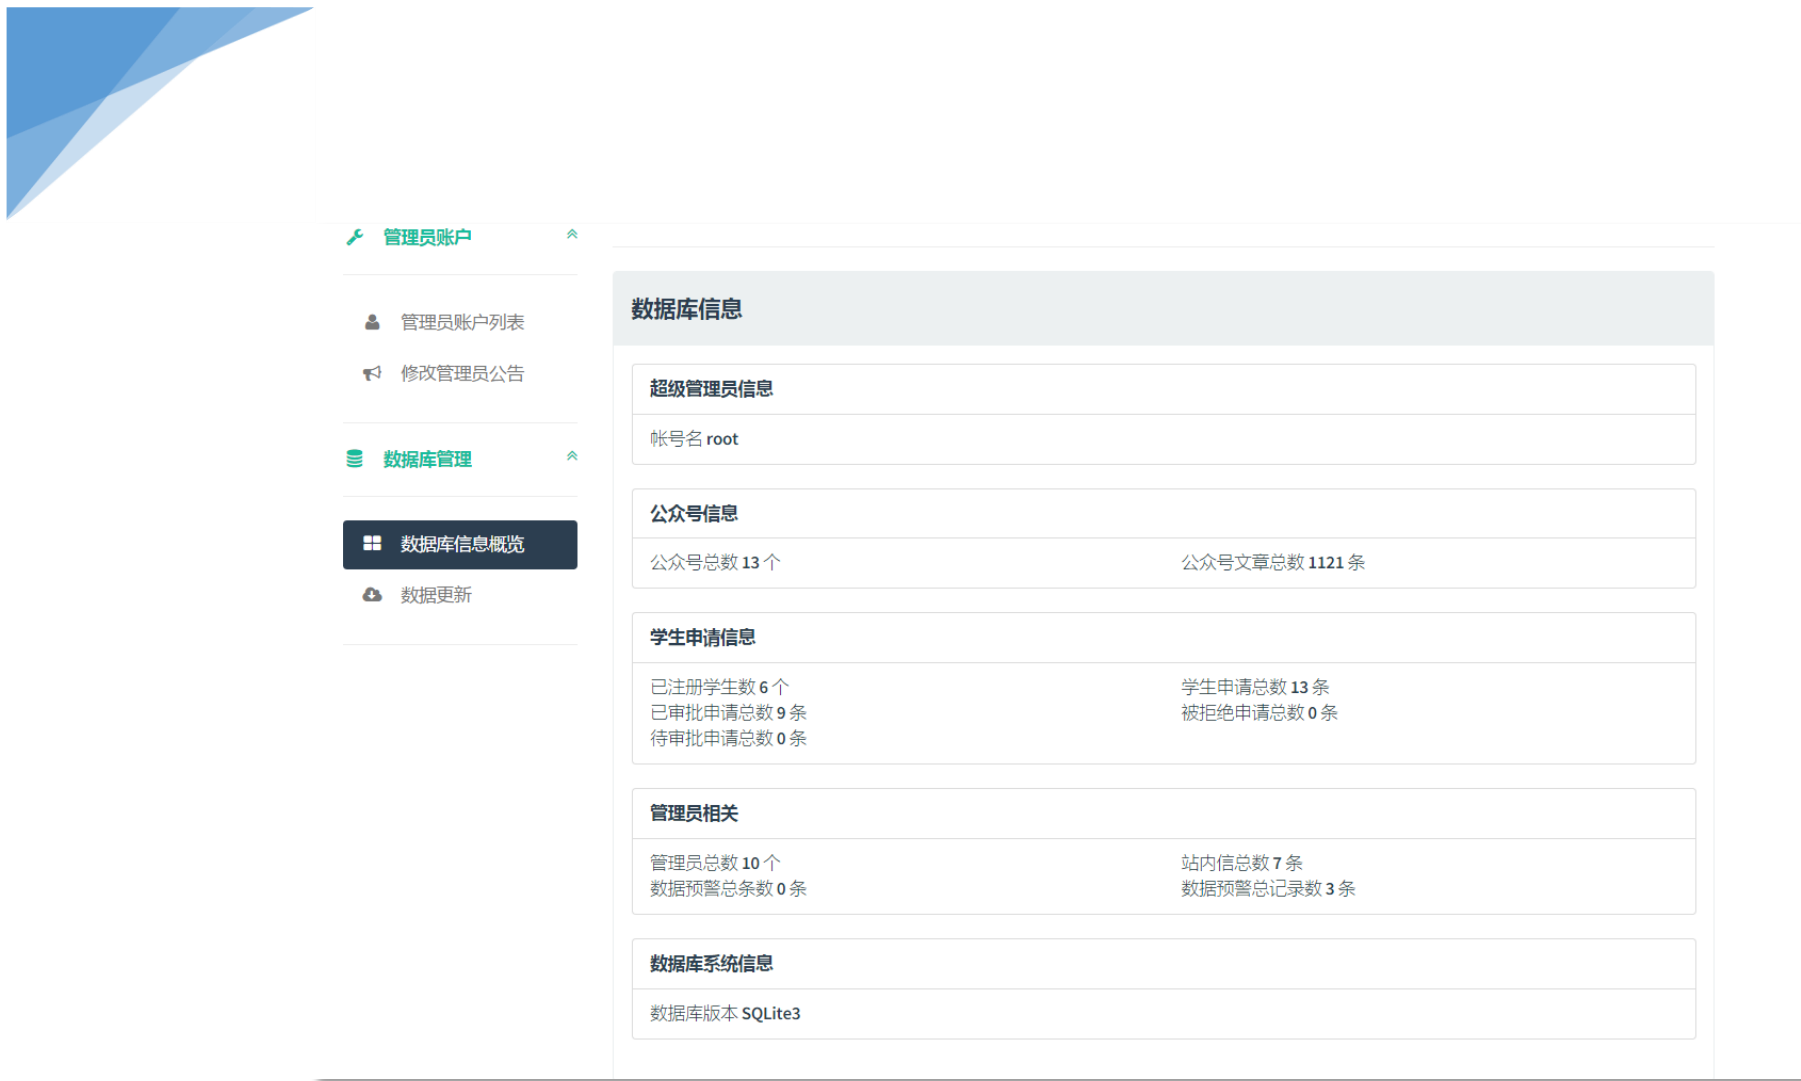 管理员账户
管理员账户列表
修改管理员公告
数据库管理
数据库信息概览
数据更新
数据库信息
超级管理员信息
帐号名 root
公众号信息
公众号总数 13 个
公众号文章总数 1121 条
学生申请信息
已注册学生数 6 个
学生申请总数 13 条
已审批申请总数 9 条
被拒绝申请总数 0 条
待审批申请总数 0 条
管理员相关
管理员总数 10 个
站内信总数 7 条
数据预警总条数 0 条
数据预警总记录数 3 条
数据库系统信息
数据库版本 SQLite3